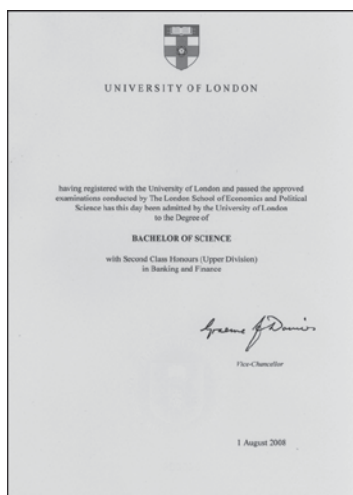 UNIVERSITY OF LONDON
having registered with the University of London and passed the approved
examinations conducted by The London School of Economics and Political
Science has this day been admitted by the University of London
to the Degree of
BACHELOR OF SCIENCE
with Second Class Honours (Upper Division)
in Banking and Finance
Graeme J Davies
Vice-Chancellor
1 August 2008